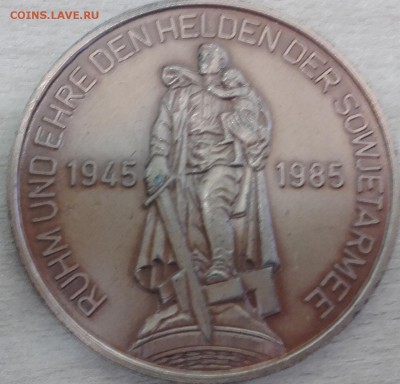 COINS.LAVE.RU
RUHM UND EHRE DEN HELDEN DER SOWJETARMEE
1945 1985